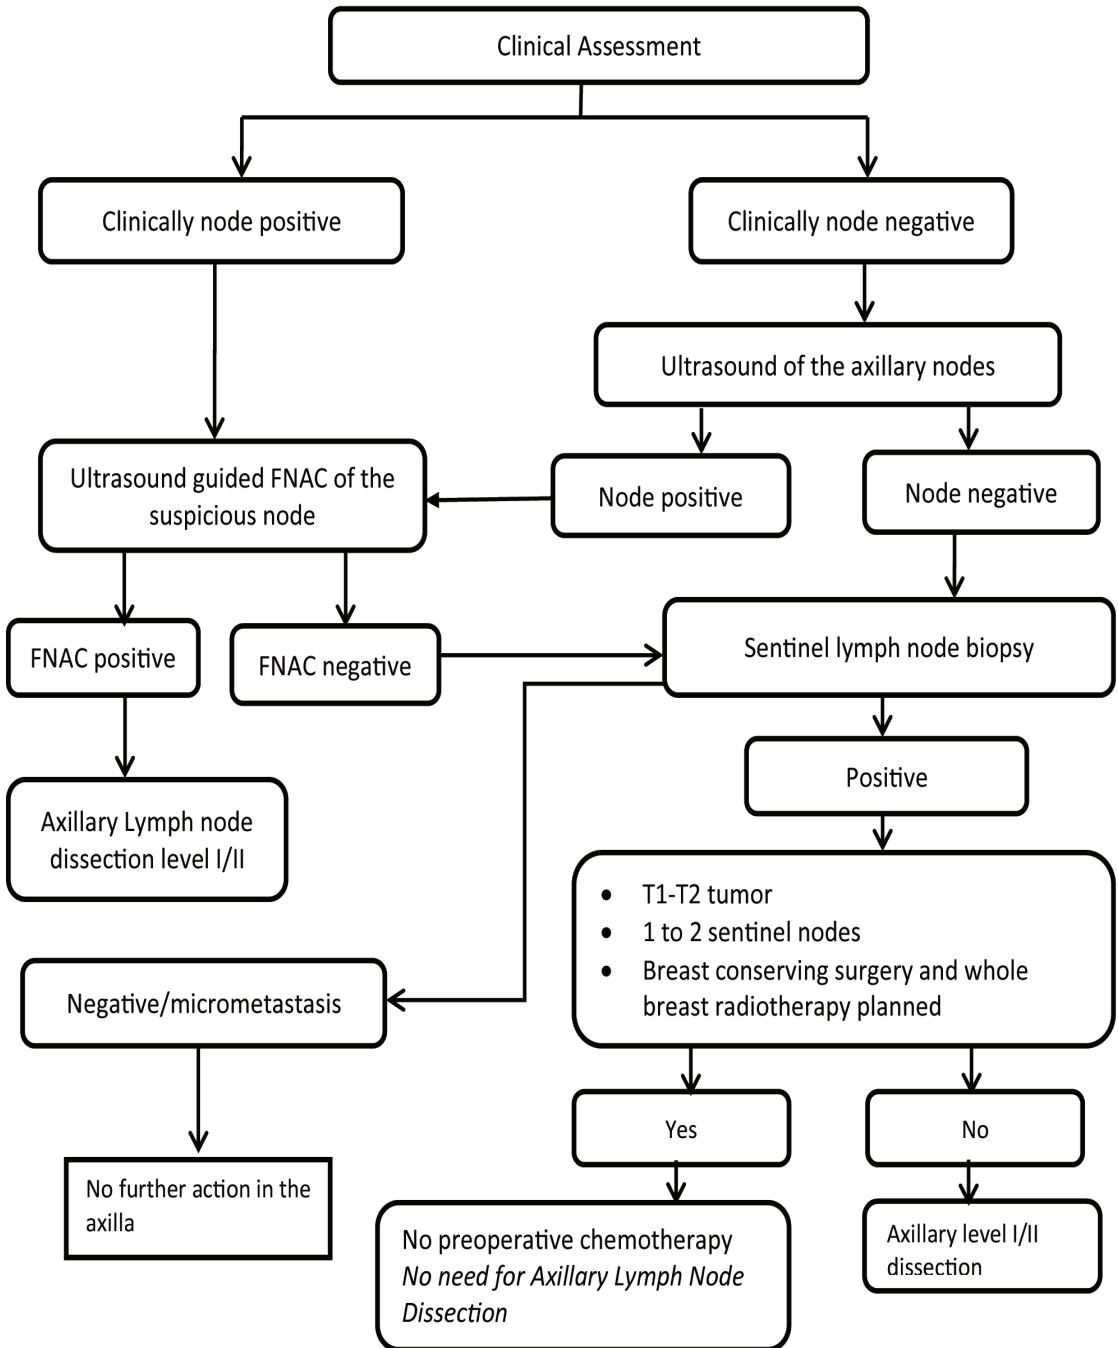 Clinical Assessment
Clinically node positive
Clinically node negative
Ultrasound of the axillary nodes
Ultrasound guided FNAC of the
suspicious node
Node positive
Node negative
FNAC positive
FNAC negative
Sentinel lymph node biopsy
Positive
Axillary Lymph node
dissection level I/II
• T1-T2 tumor
• 1 to 2 sentinel nodes
• Breast conserving surgery and whole
breast radiotherapy planned
Negative/micrometastasis
Yes
No
No further action in the
axilla
No preoperative chemotherapy
No need for Axillary Lymph Node
Dissection
Axillary level I/II
dissection